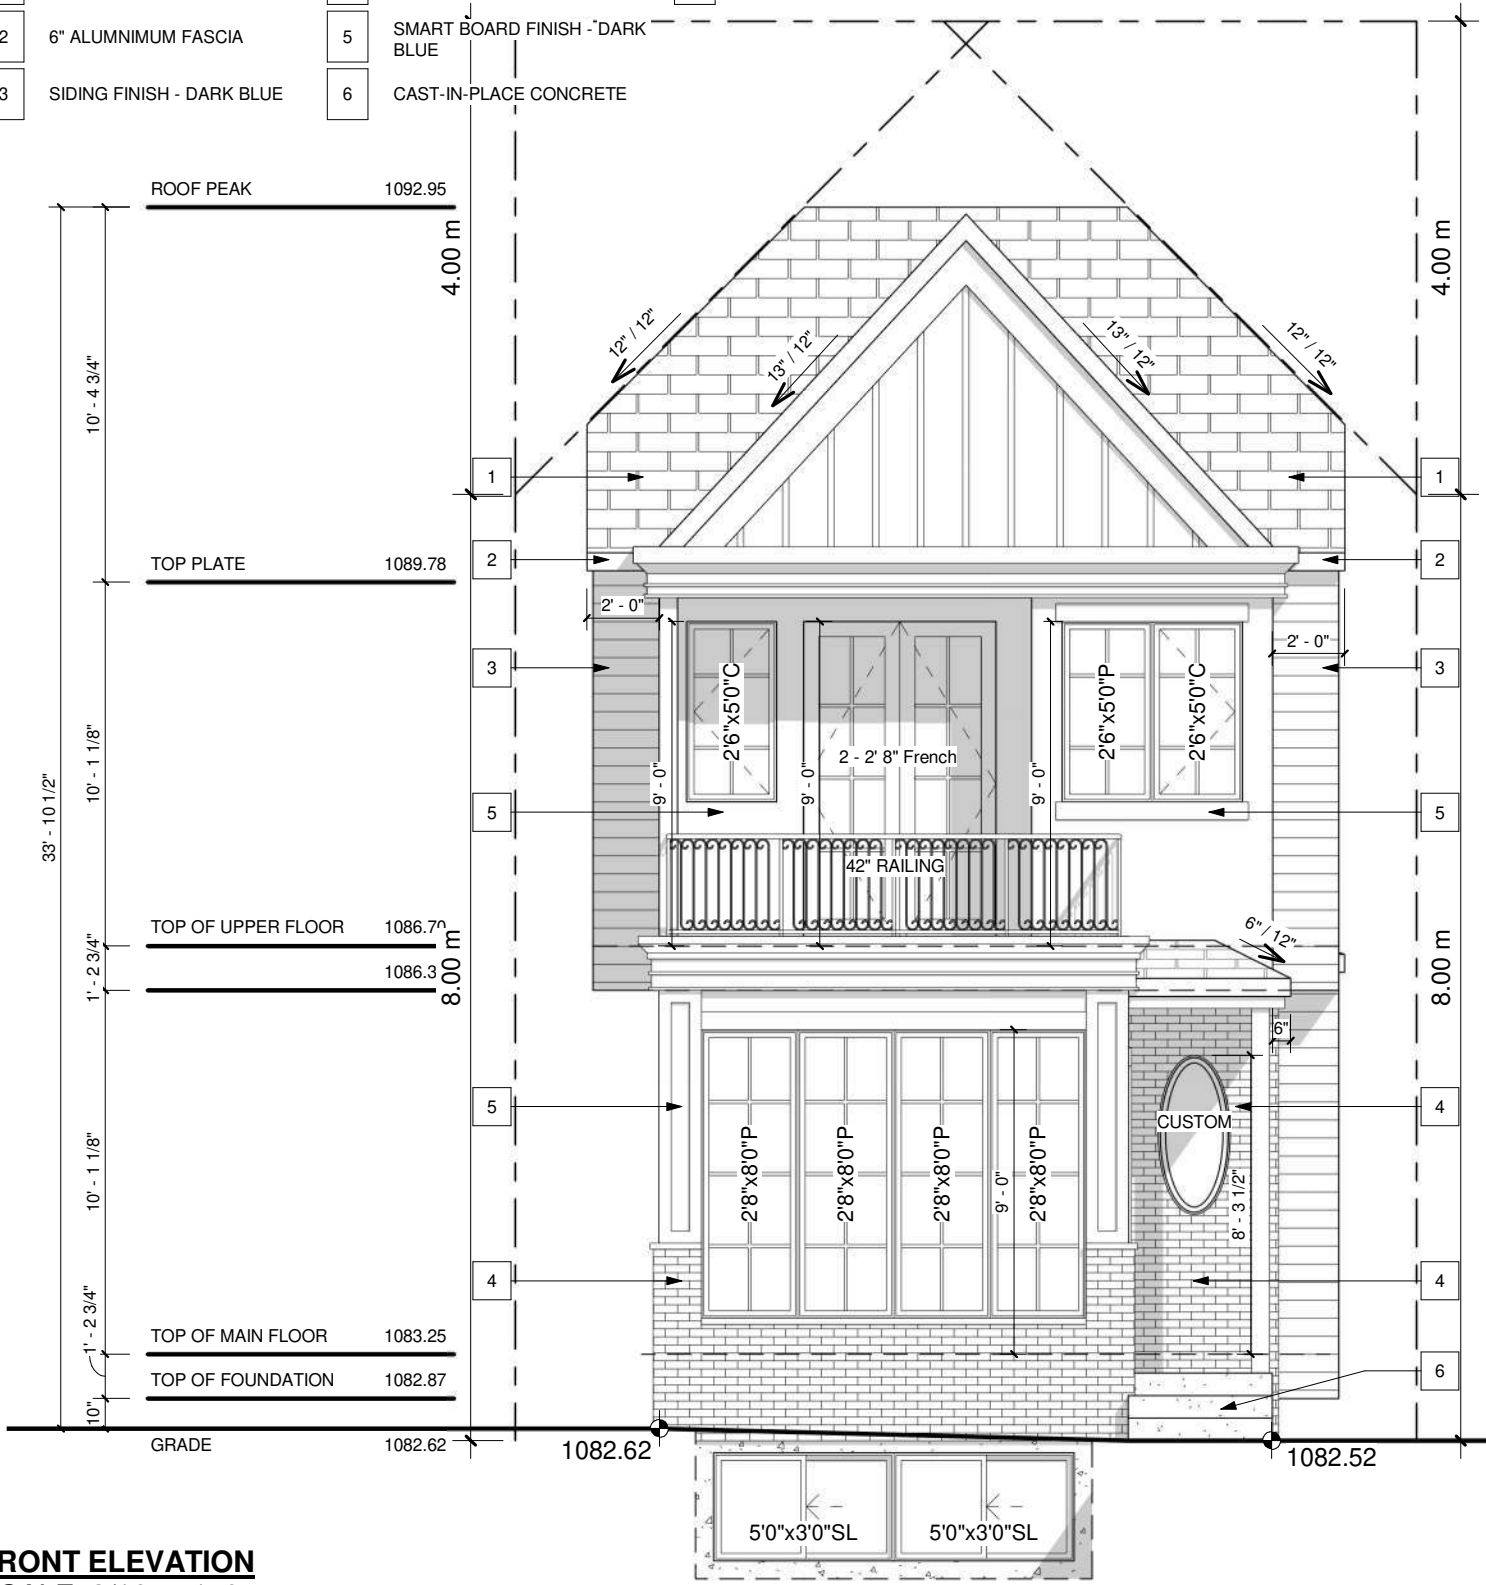 2
6" ALUMNIMUM FASCIA
5
SMART BOARD FINISH - DARK
BLUE
3
SIDING FINISH - DARK BLUE
6
CAST-IN-PLACE CONCRETE
ROOF PEAK 1092.95
4.00 m
4.00 m
12" / 12"
13" / 12"
13" / 12"
12" / 12"
10' - 4 3/4"
1
1
TOP PLATE 1089.78
2
2
2' - 0"
2' - 0"
3
3
2'6"x5'0"C
2'6"x5'0"P
2'6"x5'0"C
10' - 1 1/8"
33' - 10 1/2"
9' - 0"
9' - 0"
2 - 2' 8" French
9' - 0"
5
5
42" RAILING
TOP OF UPPER FLOOR 1086.70
1' - 2 3/4"
1086.3
8.00 m
8.00 m
6" / 12"
6"
5
4
CUSTOM
2'8"x8'0"P
2'8"x8'0"P
2'8"x8'0"P
2'8"x8'0"P
9' - 0"
8' - 3 1/2"
10' - 1 1/8"
4
4
1' - 2 3/4"
TOP OF MAIN FLOOR 1083.25
TOP OF FOUNDATION 1082.87
6
10"
GRADE 1082.62
1082.62
1082.52
5'0"x3'0"SL
5'0"x3'0"SL
RONT ELEVATION